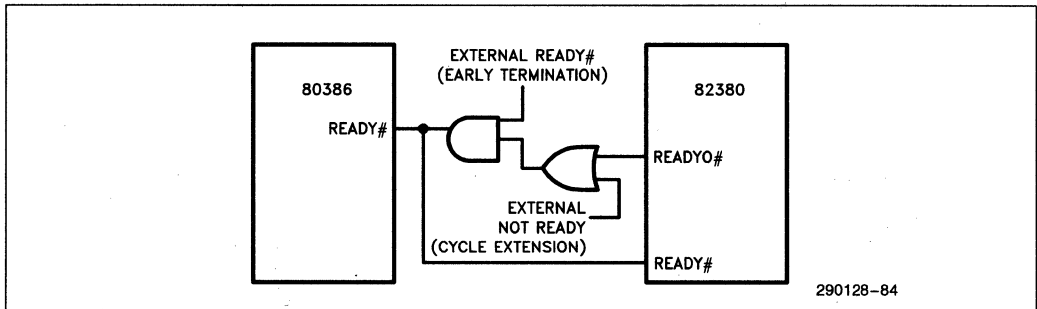 EXTERNAL READY#
(EARLY TERMINATION)
80386
82380
READY#
READYO#
EXTERNAL
NOT READY
(CYCLE EXTENSION)
READY#
290128-84